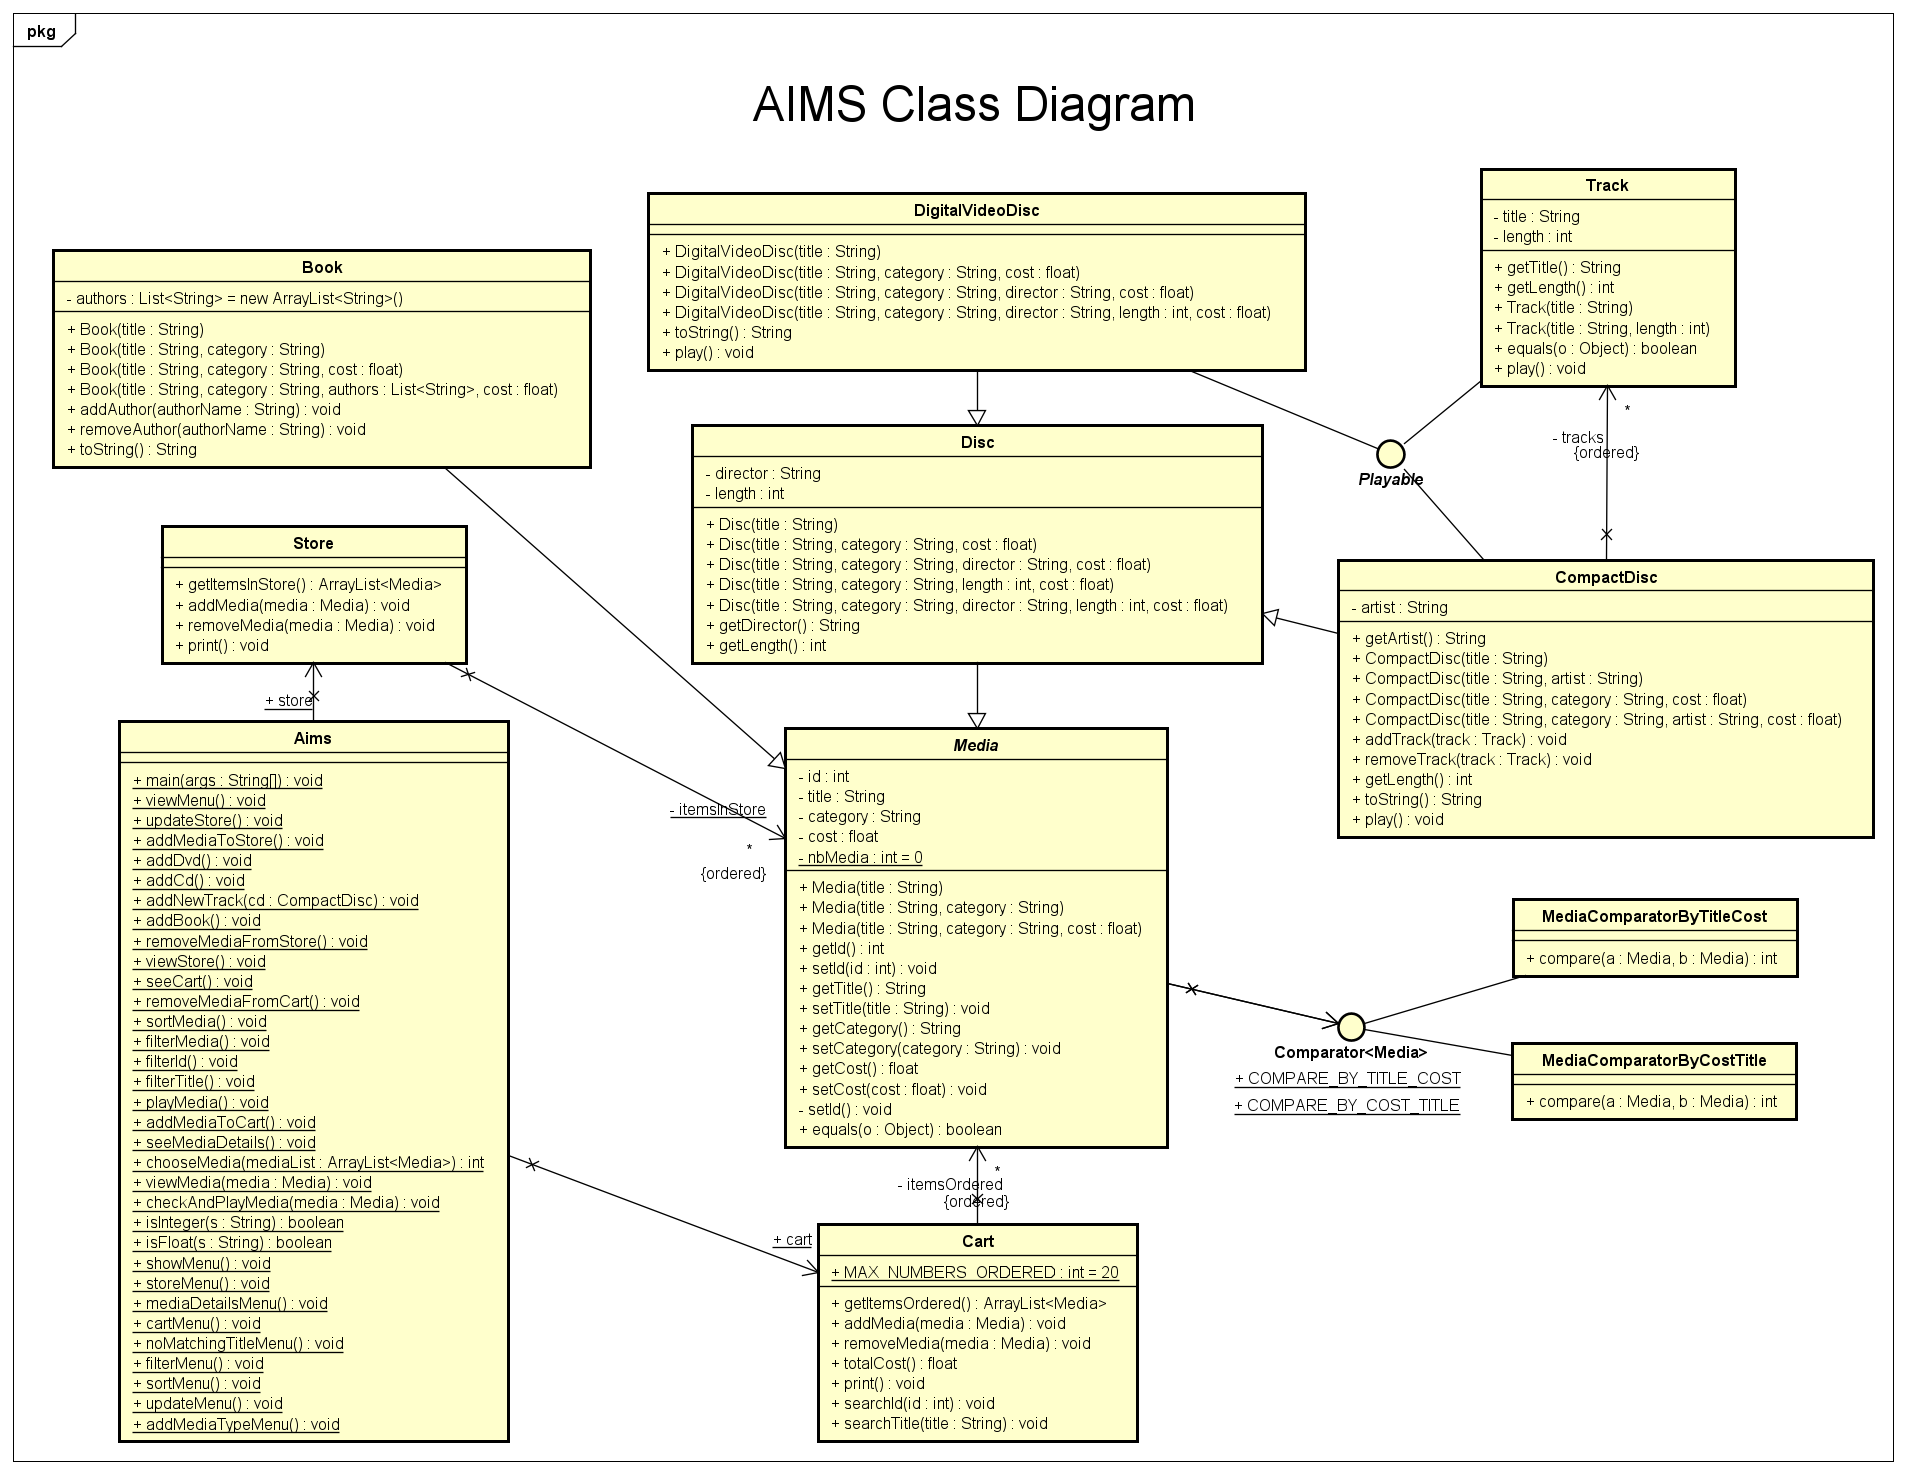 pkg
AIMS Class Diagram
Book
- authors : List<String> = new ArrayList<String>()
+ Book(title : String)
+ Book(title : String, category : String)
+ Book(title : String, category : String, cost : float)
+ Book(title : String, category : String, authors : List<String>, cost : float)
+ addAuthor(authorName : String) : void
+ removeAuthor(authorName : String) : void
+ toString() : String
DigitalVideoDisc
+ DigitalVideoDisc(title : String)
+ DigitalVideoDisc(title : String, category : String, cost : float)
+ DigitalVideoDisc(title : String, category : String, director : String, cost : float)
+ DigitalVideoDisc(title : String, category : String, director : String, length : int, cost : float)
+ toString() : String
+ play() : void
Track
- title : String
- length : int
+ getTitle() : String
+ getLength() : int
+ Track(title : String)
+ Track(title : String, length : int)
+ equals(o : Object) : boolean
+ play() : void
*
- tracks
{ordered}
Playable
Disc
- director : String
- length : int
+ Disc(title : String)
+ Disc(title : String, category : String, cost : float)
+ Disc(title : String, category : String, director : String, cost : float)
+ Disc(title : String, category : String, length : int, cost : float)
+ Disc(title : String, category : String, director : String, length : int, cost : float)
+ getDirector() : String
+ getLength() : int
Store
+ getItemsInStore() : ArrayList<Media>
+ addMedia(media : Media) : void
+ removeMedia(media : Media) : void
+ print() : void
+ store
CompactDisc
- artist : String
+ getArtist() : String
+ CompactDisc(title : String)
+ CompactDisc(title : String, artist : String)
+ CompactDisc(title : String, category : String, cost : float)
+ CompactDisc(title : String, category : String, artist : String, cost : float)
+ addTrack(track : Track) : void
+ removeTrack(track : Track) : void
+ getLength() : int
+ toString() : String
+ play() : void
Aims
+ main(args : String[]) : void
+ viewMenu() : void
+ updateStore() : void
+ addMediaToStore() : void
+ addDvd() : void
+ addCd() : void
+ addNewTrack(cd : CompactDisc) : void
+ addBook() : void
+ removeMediaFromStore() : void
+ viewStore() : void
+ seeCart() : void
+ removeMediaFromCart() : void
+ sortMedia() : void
+ filterMedia() : void
+ filterId() : void
+ filterTitle() : void
+ playMedia() : void
+ addMediaToCart() : void
+ seeMediaDetails() : void
+ chooseMedia(mediaList : ArrayList<Media>) : int
+ viewMedia(media : Media) : void
+ checkAndPlayMedia(media : Media) : void
+ isInteger(s : String) : boolean
+ isFloat(s : String) : boolean
+ showMenu() : void
+ storeMenu() : void
+ mediaDetailsMenu() : void
+ cartMenu() : void
+ noMatchingTitleMenu() : void
+ filterMenu() : void
+ sortMenu() : void
+ updateMenu() : void
+ addMediaTypeMenu() : void
- itemsInStore
*
{ordered}
Media
- id : int
- title : String
- category : String
- cost : float
- nbMedia : int = 0
+ Media(title : String)
+ Media(title : String, category : String)
+ Media(title : String, category : String, cost : float)
+ getId() : int
+ setId(id : int) : void
+ getTitle() : String
+ setTitle(title : String) : void
+ getCategory() : String
+ setCategory(category : String) : void
+ getCost() : float
+ setCost(cost : float) : void
- setId() : void
+ equals(o : Object) : boolean
MediaComparatorByTitleCost
+ compare(a : Media, b : Media) : int
Comparator<Media>
+ COMPARE_BY_TITLE_COST
+ COMPARE_BY_COST_TITLE
MediaComparatorByCostTitle
+ compare(a : Media, b : Media) : int
*
- itemsOrdered
{ordered}
+ cart
Cart
+ MAX_NUMBERS_ORDERED : int = 20
+ getItemsOrdered() : ArrayList<Media>
+ addMedia(media : Media) : void
+ removeMedia(media : Media) : void
+ totalCost() : float
+ print() : void
+ searchId(id : int) : void
+ searchTitle(title : String) : void